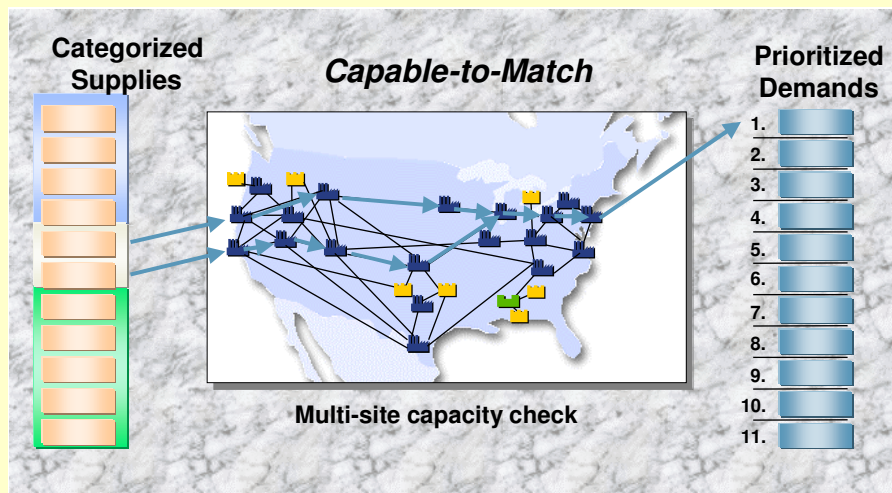 Categorized
Supplies
Capable-to-Match
Prioritized
Demands
1.
2.
3.
4.
5.
6.
7.
8.
9.
10.
11.
Multi-site capacity check